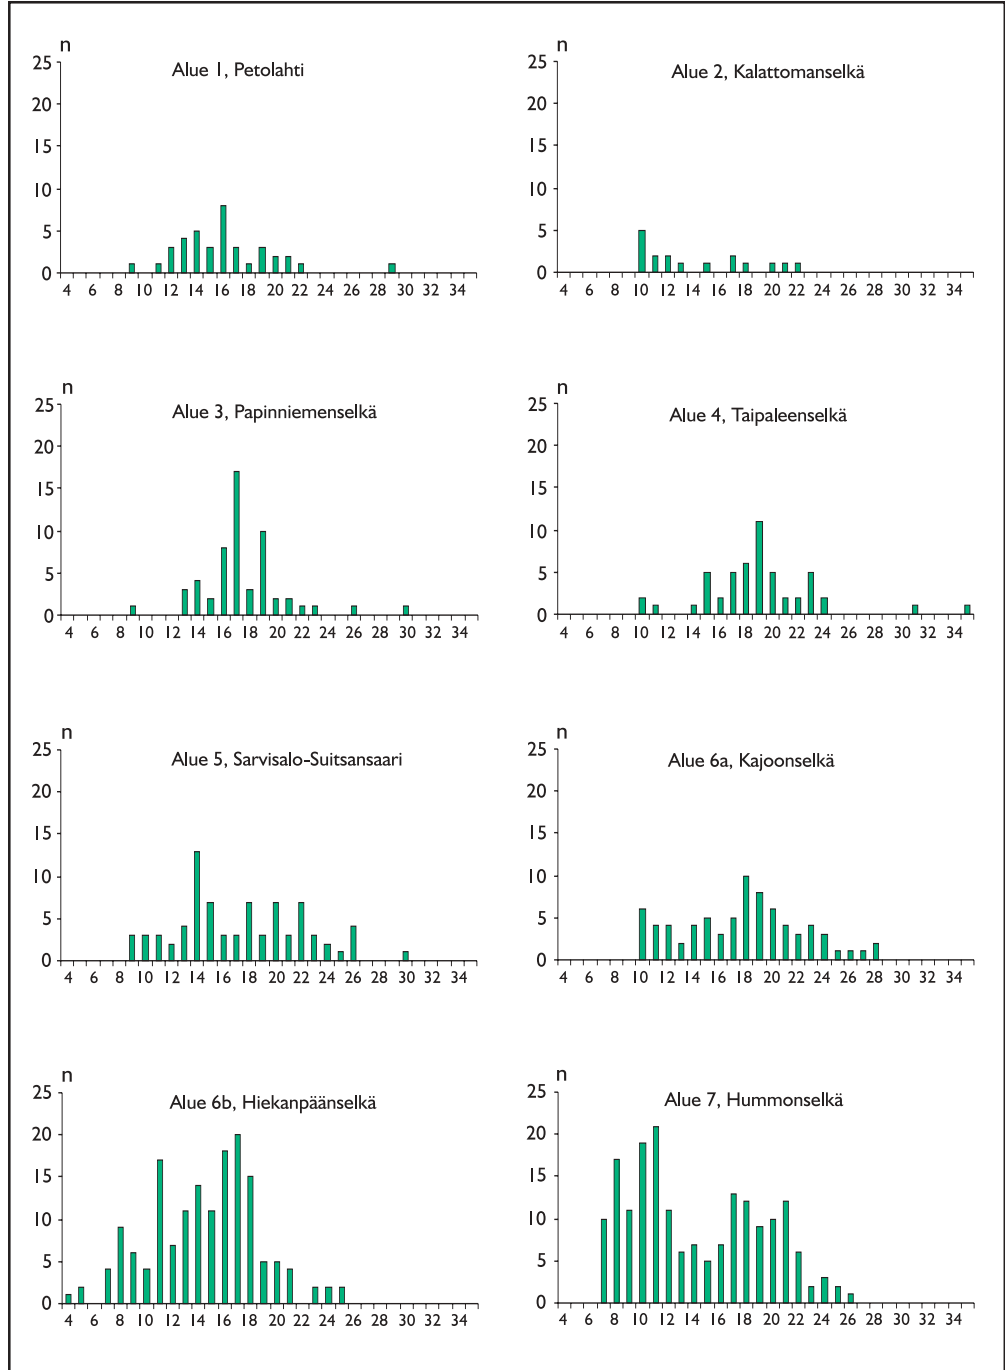 n
Alue 1, Petolahti
25
20
15
10
5
0
4 6 8 10 12 14 16 18 20 22 24 26 28 30 32 34
n
Alue 2, Kalattomanselkä
25
20
15
10
5
0
4 6 8 10 12 14 16 18 20 22 24 26 28 30 32 34
n
Alue 3, Papinniemenselkä
25
20
15
10
5
0
4 6 8 10 12 14 16 18 20 22 24 26 28 30 32 34
n
Alue 4, Taipaleenselkä
25
20
15
10
5
0
4 6 8 10 12 14 16 18 20 22 24 26 28 30 32 34
n
Alue 5, Sarvisalo-Suitsansaari
25
20
15
10
5
0
4 6 8 10 12 14 16 18 20 22 24 26 28 30 32 34
n
Alue 6a, Kajoonselkä
25
20
15
10
5
0
4 6 8 10 12 14 16 18 20 22 24 26 28 30 32 34
n
Alue 6b, Hiekanpäänselkä
25
20
15
10
5
0
4 6 8 10 12 14 16 18 20 22 24 26 28 30 32 34
n
Alue 7, Hummonselkä
25
20
15
10
5
0
4 6 8 10 12 14 16 18 20 22 24 26 28 30 32 34